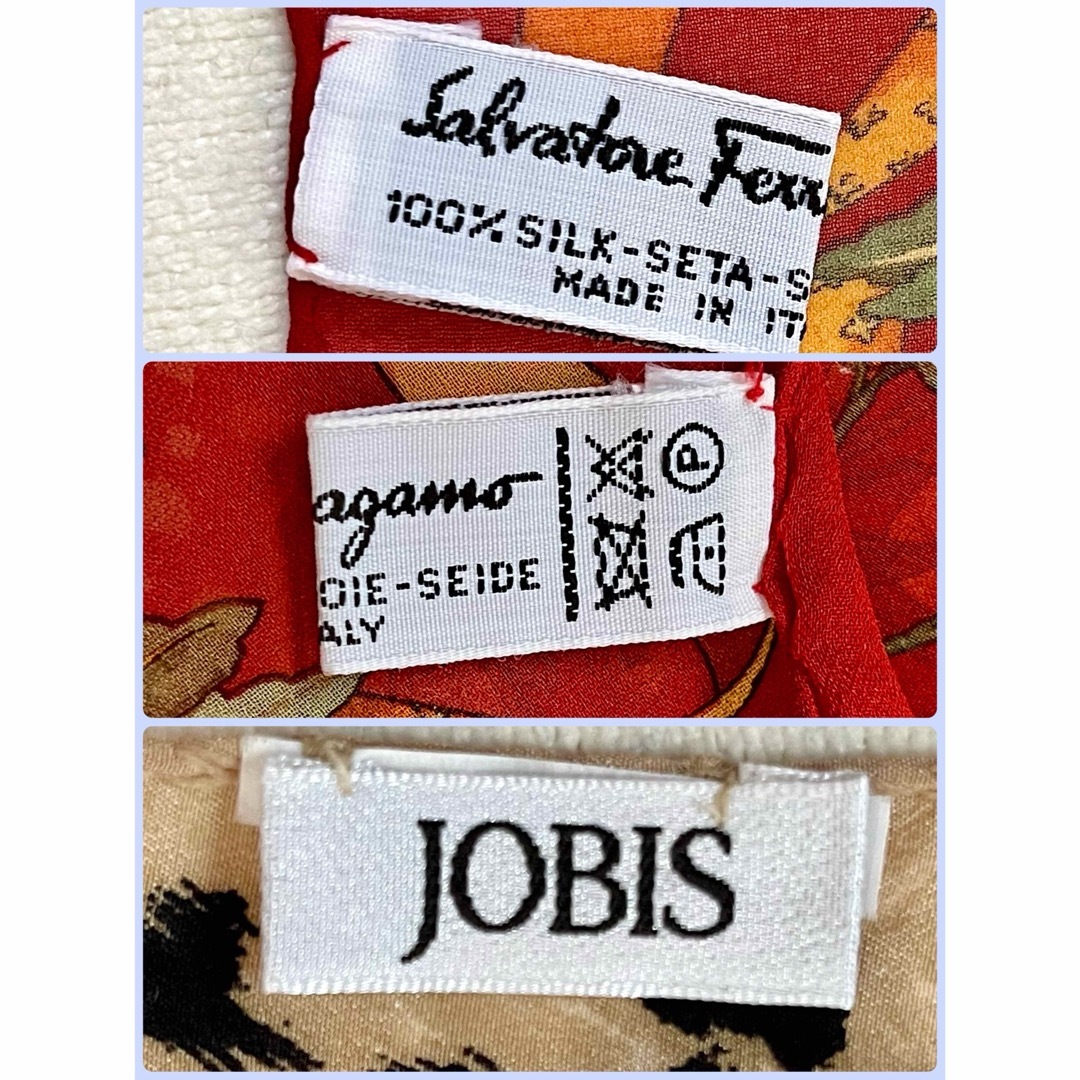 Salvatore Ferr
100% SILK-SETA-S
MADE IN IT
agamo
OIE-SEIDE
ALY
P
JOBIS